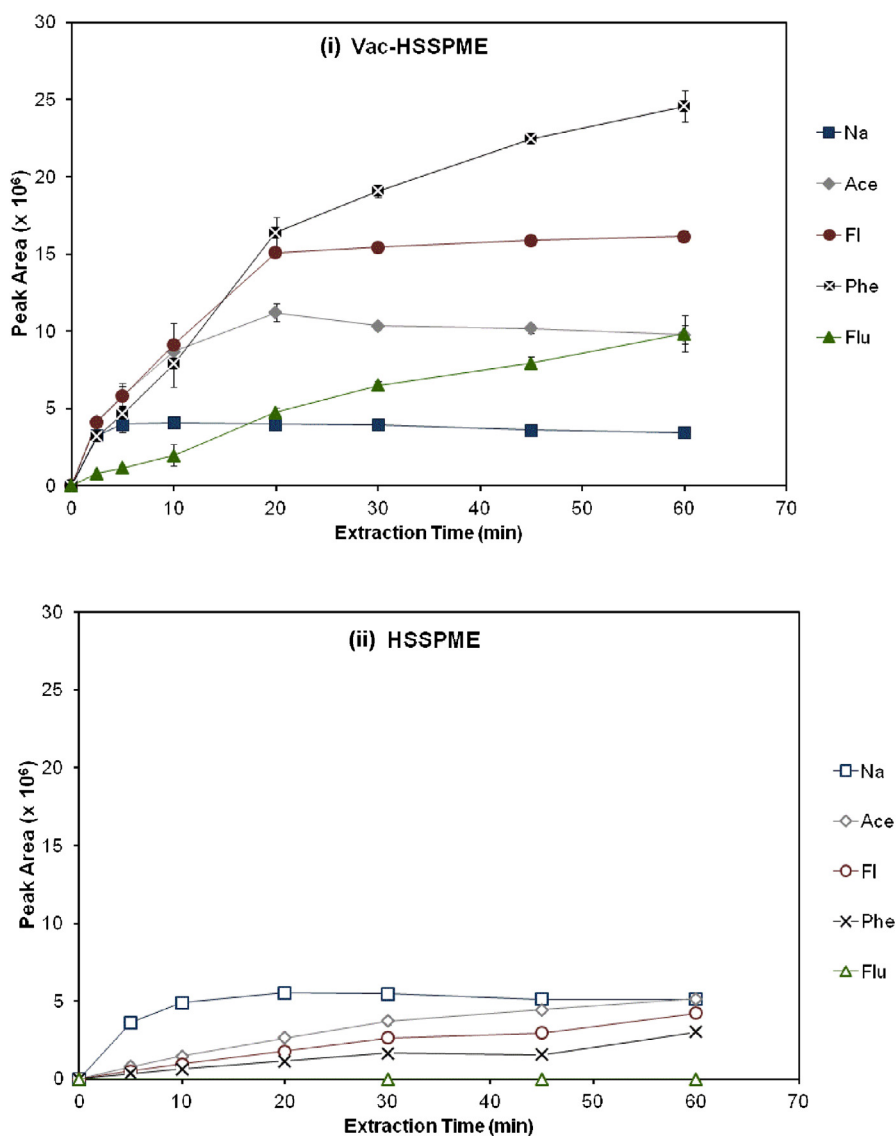 (i) Vac-HSSPME
30
25
20
15
10
5
0
Peak Area (x 10⁶)
0 10 20 30 40 50 60 70
Extraction Time (min)
Na
Ace
Fl
Phe
Flu
(ii) HSSPME
30
25
20
15
10
5
0
Peak Area (x 10⁶)
0 10 20 30 40 50 60 70
Extraction Time (min)
Na
Ace
Fl
Phe
Flu